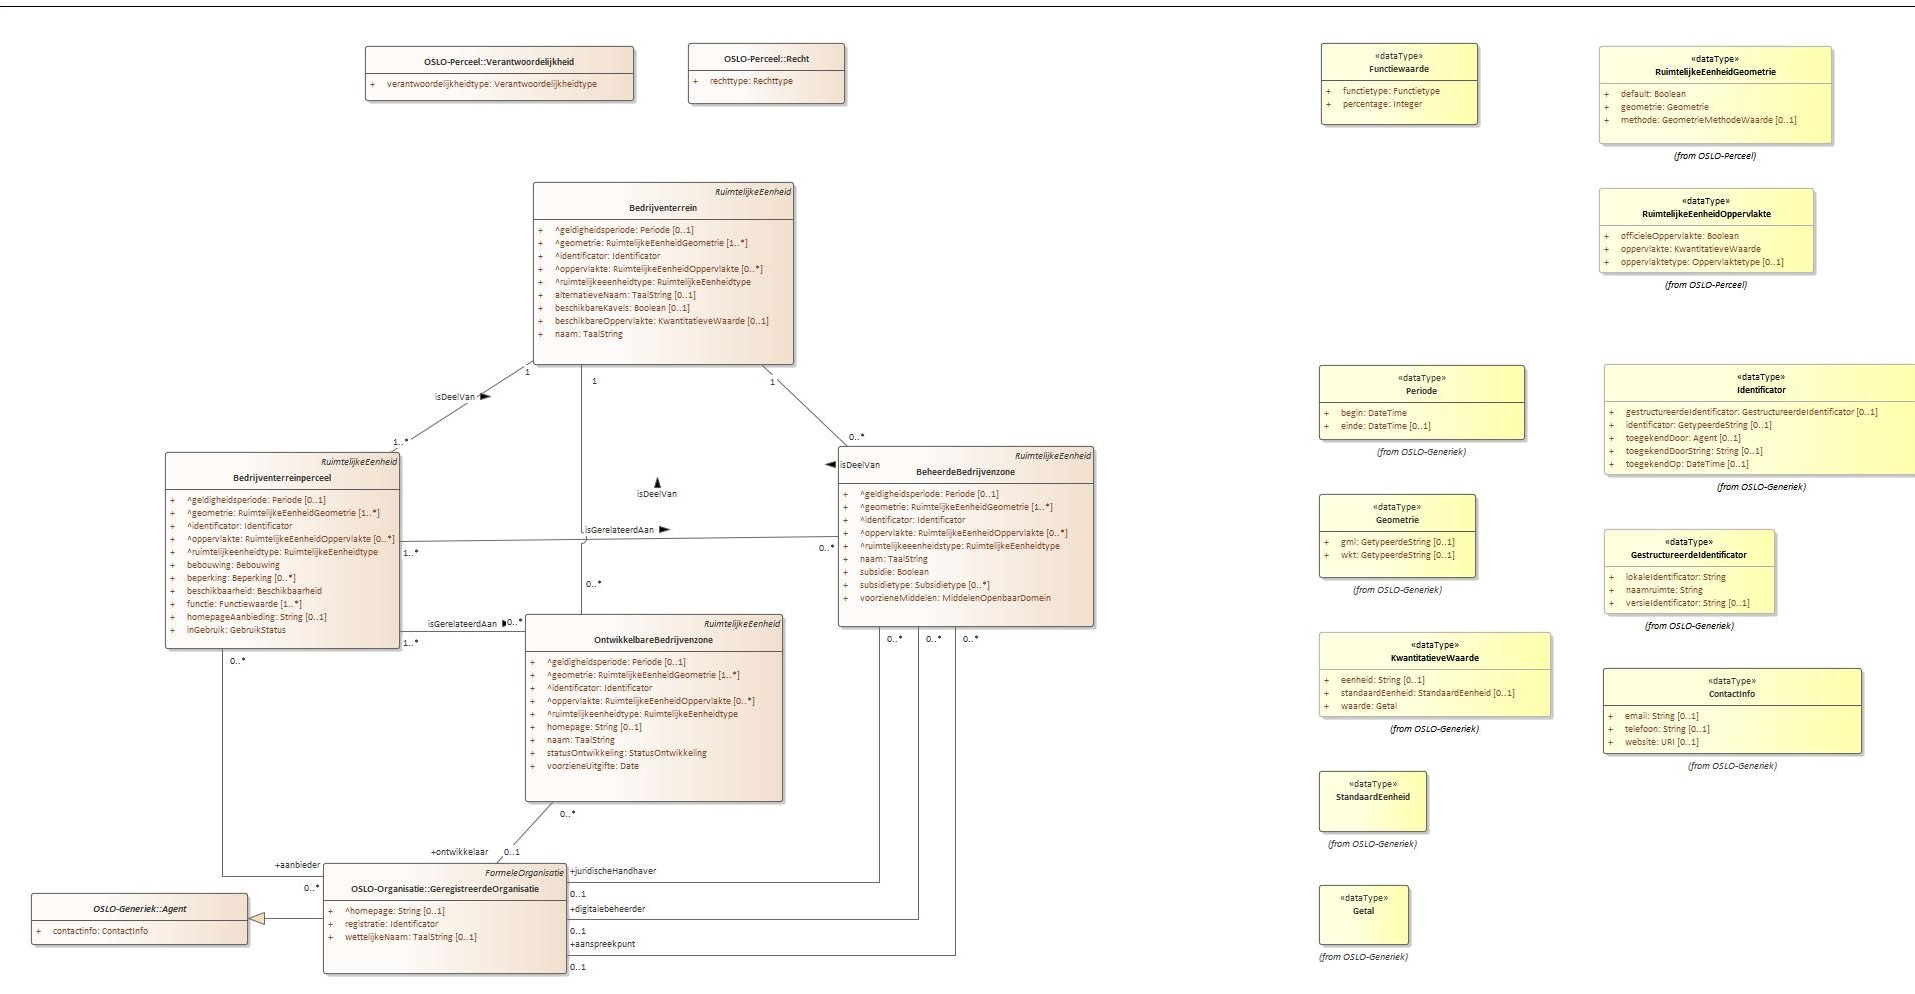 OSLO-Perceel::Verantwoordelijkheid
+ verantwoordelijkheidtype: Verantwoordelijkheidtype
OSLO-Perceel::Recht
+ rechttype: Rechttype
«dataType»
Functiewaarde
+ functietype: Functietype
+ percentage: Integer
«dataType»
RuimtelijkeEenheidGeometrie
+ default: Boolean
+ geometrie: Geometrie
+ methode: GeometrieMethodeWaarde [0..1]
(from OSLO-Perceel)
RuimtelijkeEenheid
Bedrijventerrein
+ ^geldigheidsperiode: Periode [0..1]
+ ^geometrie: RuimtelijkeEenheidGeometrie [1..*]
+ ^identificator: Identificator
+ ^oppervlakte: RuimtelijkeEenheidOppervlakte [0..*]
+ ^ruimtelijkeeenheidtype: RuimtelijkeEenheidtype
+ alternatieveNaam: TaalString [0..1]
+ beschikbareKavels: Boolean [0..1]
+ beschikbareOppervlakte: KwantitatieveWaarde [0..1]
+ naam: TaalString
«dataType»
RuimtelijkeEenheidOppervlakte
+ officieleOppervlakte: Boolean
+ oppervlakte: KwantitatieveWaarde
+ oppervlaktetype: Oppervlaktetype [0..1]
(from OSLO-Perceel)
1
1
1
isDeelVan
1..*
0..*
isDeelVan
isDeelVan
isGerelateerdAan
1..*
0..*
0..*
RuimtelijkeEenheid
Bedrijventerreinperceel
+ ^geldigheidsperiode: Periode [0..1]
+ ^geometrie: RuimtelijkeEenheidGeometrie [1..*]
+ ^identificator: Identificator
+ ^oppervlakte: RuimtelijkeEenheidOppervlakte [0..*]
+ ^ruimtelijkeeenheidtype: RuimtelijkeEenheidtype
+ bebouwing: Bebouwing
+ beperking: Beperking [0..*]
+ beschikbaarheid: Beschikbaarheid
+ functie: Functiewaarde [1..*]
+ homepageAanbieding: String [0..1]
+ inGebruik: GebruikStatus
RuimtelijkeEenheid
BeheerdeBedrijvenzone
+ ^geldigheidsperiode: Periode [0..1]
+ ^geometrie: RuimtelijkeEenheidGeometrie [1..*]
+ ^identificator: Identificator
+ ^oppervlakte: RuimtelijkeEenheidOppervlakte [0..*]
+ ^ruimtelijkeeenheidstype: RuimtelijkeEenheidtype
+ naam: TaalString
+ subsidie: Boolean
+ subsidietype: Subsidietype [0..*]
+ voorzieneMiddelen: MiddelenOpenbaarDomein
isGerelateerdAan
0..*
1..*
RuimtelijkeEenheid
OntwikkelbareBedrijvenzone
+ ^geldigheidsperiode: Periode [0..1]
+ ^geometrie: RuimtelijkeEenheidGeometrie [1..*]
+ ^identificator: Identificator
+ ^oppervlakte: RuimtelijkeEenheidOppervlakte [0..*]
+ ^ruimtelijkeenheidtype: RuimtelijkeEenheidtype
+ homepage: String [0..1]
+ naam: TaalString
+ statusOntwikkeling: StatusOntwikkeling
+ voorzieneUitgifte: Date
0..*
0..*
0..*
0..*
0..*
+ontwikkelaar
0..1
+aanbieder
0..*
+juridischeHandhaver
0..1
+digitalebeheerder
0..1
+aanspreekpunt
0..1
FormeleOrganisatie
OSLO-Organisatie::GeregistreerdeOrganisatie
+ ^homepage: String [0..1]
+ registratie: Identificator
+ wettelijkeNaam: TaalString [0..1]
OSLO-Generiek::Agent
+ contactinfo: ContactInfo
«dataType»
Periode
+ begin: DateTime
+ einde: DateTime [0..1]
(from OSLO-Generiek)
«dataType»
Identificator
+ gestructureerdeIdentificator: GestructureerdeIdentificator [0..1]
+ identificator: GetypeerdeString [0..1]
+ toegekendDoor: Agent [0..1]
+ toegekendDoorString: String [0..1]
+ toegekendOp: DateTime [0..1]
(from OSLO-Generiek)
«dataType»
Geometrie
+ gml: GetypeerdeString [0..1]
+ wkt: GetypeerdeString [0..1]
(from OSLO-Generiek)
«dataType»
GestructureerdeIdentificator
+ lokaleIdentificator: String
+ naamruimte: String
+ versieIdentificator: String [0..1]
(from OSLO-Generiek)
«dataType»
KwantitatieveWaarde
+ eenheid: String [0..1]
+ standaardEenheid: StandaardEenheid [0..1]
+ waarde: Getal
(from OSLO-Generiek)
«dataType»
ContactInfo
+ email: String [0..1]
+ telefoon: String [0..1]
+ website: URI [0..1]
(from OSLO-Generiek)
«dataType»
StandaardEenheid
(from OSLO-Generiek)
«dataType»
Getal
(from OSLO-Generiek)